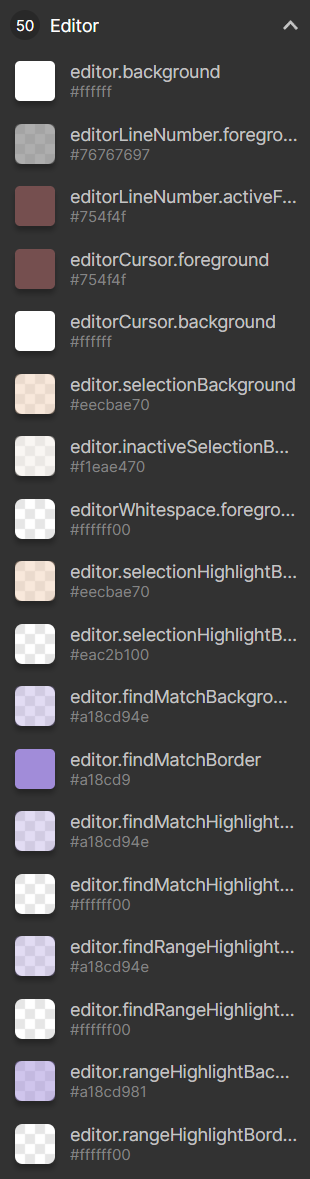 50 Editor
editor.background
#ffffff
editorLineNumber.foregro...
#76767697
editorLineNumber.activeF...
#754f4f
editorCursor.foreground
#754f4f
editorCursor.background
#ffffff
editor.selectionBackground
#eecbae70
editor.inactiveSelectionB...
#f1eae470
editorWhitespace.foregro...
#ffffff00
editor.selectionHighlightB...
#eecbae70
editor.selectionHighlightB...
#eac2b100
editor.findMatchBackgro...
#a18cd94e
editor.findMatchBorder
#a18cd9
editor.findMatchHighlight...
#a18cd94e
editor.findMatchHighlight...
#ffffff00
editor.findRangeHighlight...
#a18cd94e
editor.findRangeHighlight...
#ffffff00
editor.rangeHighlightBac...
#a18cd981
editor.rangeHighlightBord...
#ffffff00